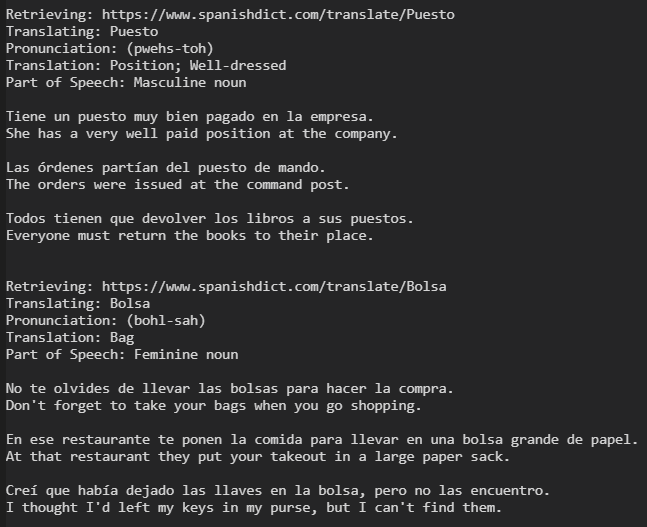 Retrieving: https://www.spanishdict.com/translate/Puesto
Translating: Puesto
Pronunciation: (pwehs-toh)
Translation: Position; Well-dressed
Part of Speech: Masculine noun
Tiene un puesto muy bien pagado en la empresa.
She has a very well paid position at the company.
Las órdenes partían del puesto de mando.
The orders were issued at the command post.
Todos tienen que devolver los libros a sus puestos.
Everyone must return the books to their place.
Retrieving: https://www.spanishdict.com/translate/Bolsa
Translating: Bolsa
Pronunciation: (bohl-sah)
Translation: Bag
Part of Speech: Feminine noun
No te olvides de llevar las bolsas para hacer la compra.
Don't forget to take your bags when you go shopping.
En ese restaurante te ponen la comida para llevar en una bolsa grande de papel.
At that restaurant they put your takeout in a large paper sack.
Creí que había dejado las llaves en la bolsa, pero no las encuentro.
I thought I'd left my keys in my purse, but I can't find them.